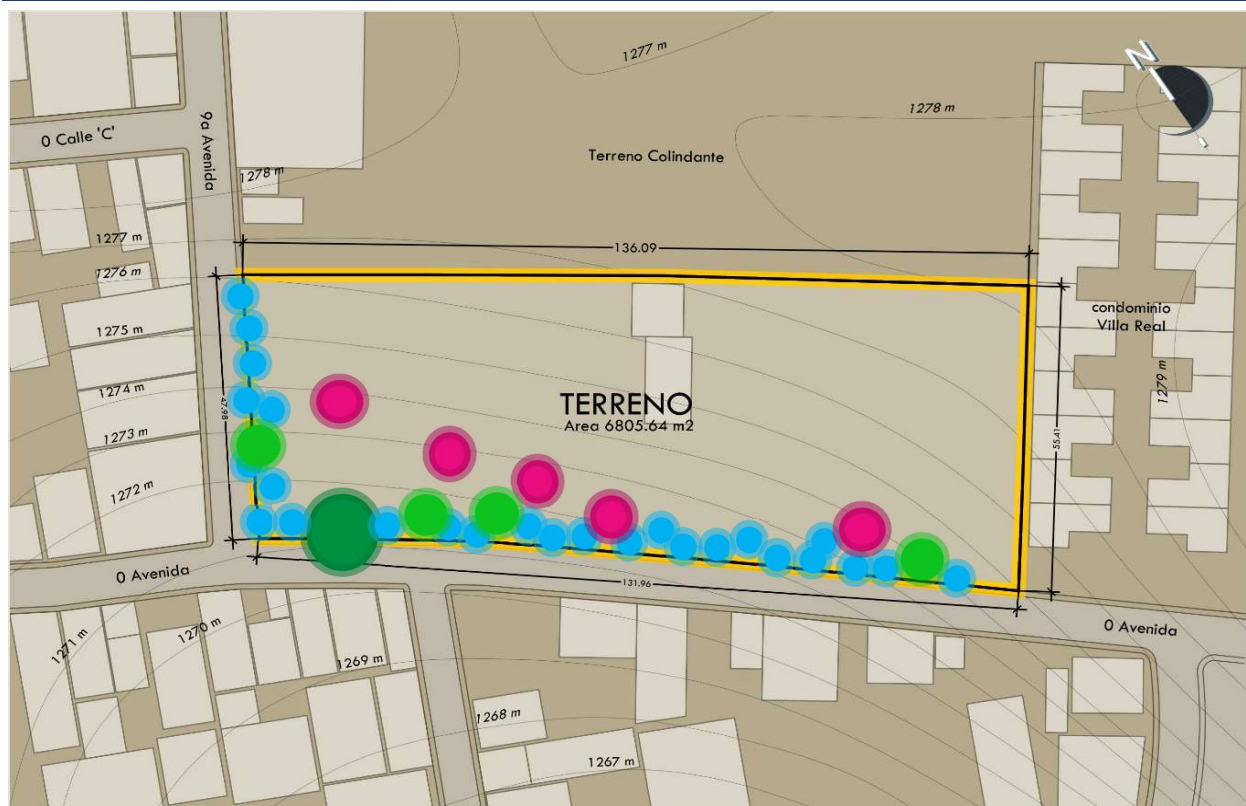 1277 m
N
1278 m
0 Calle 'C'
9a Avenida
Terreno Colindante
1278 m
1277 m
136.09
1276 m
condominio
Villa Real
1275 m
1274 m
47.98
TERRENO
Area 6805.64 m2
1279 m
1273 m
55.41
1272 m
0 Avenida
131.96
0 Avenida
1271 m
1270 m
1269 m
1268 m
1267 m